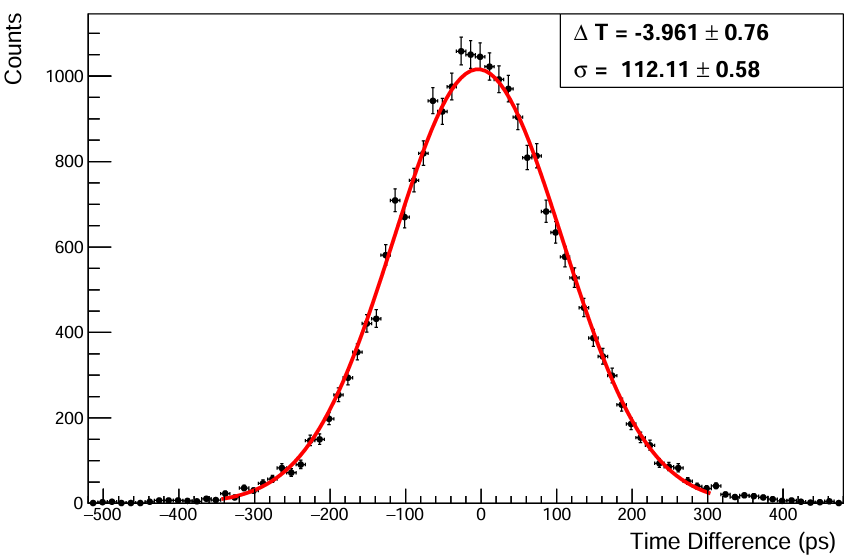 Counts
Δ T = -3.961 ± 0.76
σ = 112.11 ± 0.58
1000
800
600
400
200
0
−500 −400 −300 −200 −100 0 100 200 300 400
Time Difference (ps)